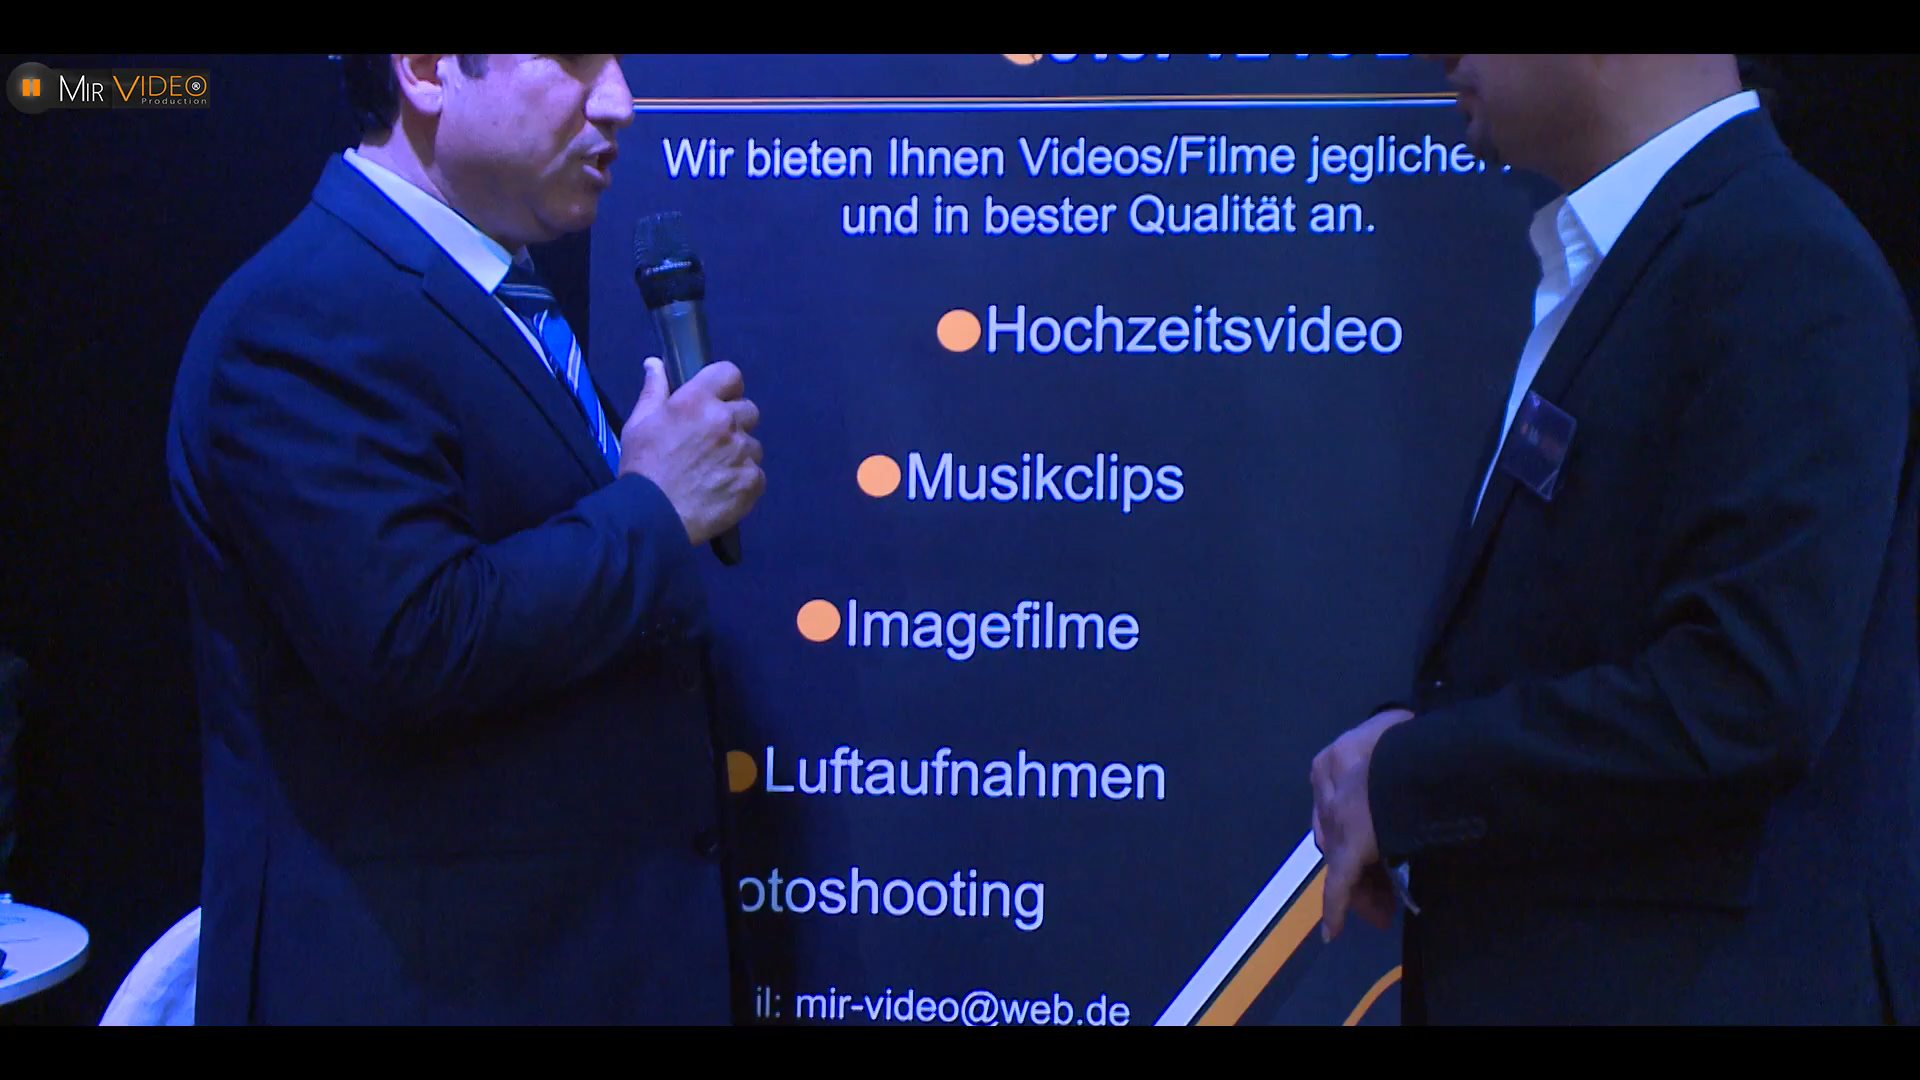 MIR VIDEO®
Production
Wir bieten Ihnen Videos/Filme
und in bester Qualität an.
Hochzeitsvideo
Musikclips
Imagefilme
Luftaufnahmen
otoshooting
il: mir-video@web.de